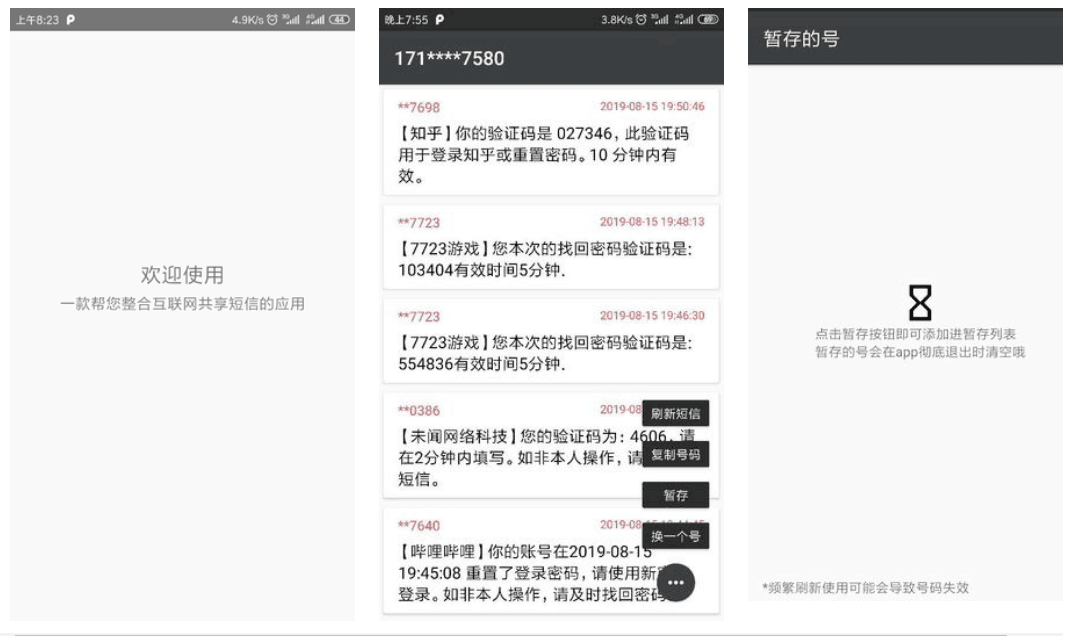 上午8:23 P
4.9K/s 3G 4G 44
欢迎使用
一款帮您整合互联网共享短信的应用
晚上7:55 P
3.8K/s 3G 4G 69
171****7580
**7698 2019-08-15 19:50:46
【知乎】你的验证码是 027346，此验证码
用于登录知乎或重置密码。10 分钟内有
效。
**7723 2019-08-15 19:48:13
【7723游戏】您本次的找回密码验证码是:
103404有效时间5分钟.
**7723 2019-08-15 19:46:30
【7723游戏】您本次的找回密码验证码是:
554836有效时间5分钟.
**0386 2019-08
刷新短信
【未闻网络科技】您的验证码为：4606，请
在2分钟内填写。如非本人操作，请
复制号码
短信。
暂存
**7640 2019-08
换一个号
【哔哩哔哩】你的账号在2019-08-15
19:45:08 重置了登录密码，请使用新
登录。如非本人操作，请及时找回密码
暂存的号
点击暂存按钮即可添加进暂存列表
暂存的号会在app彻底退出时清空哦
*频繁刷新使用可能会导致号码失效